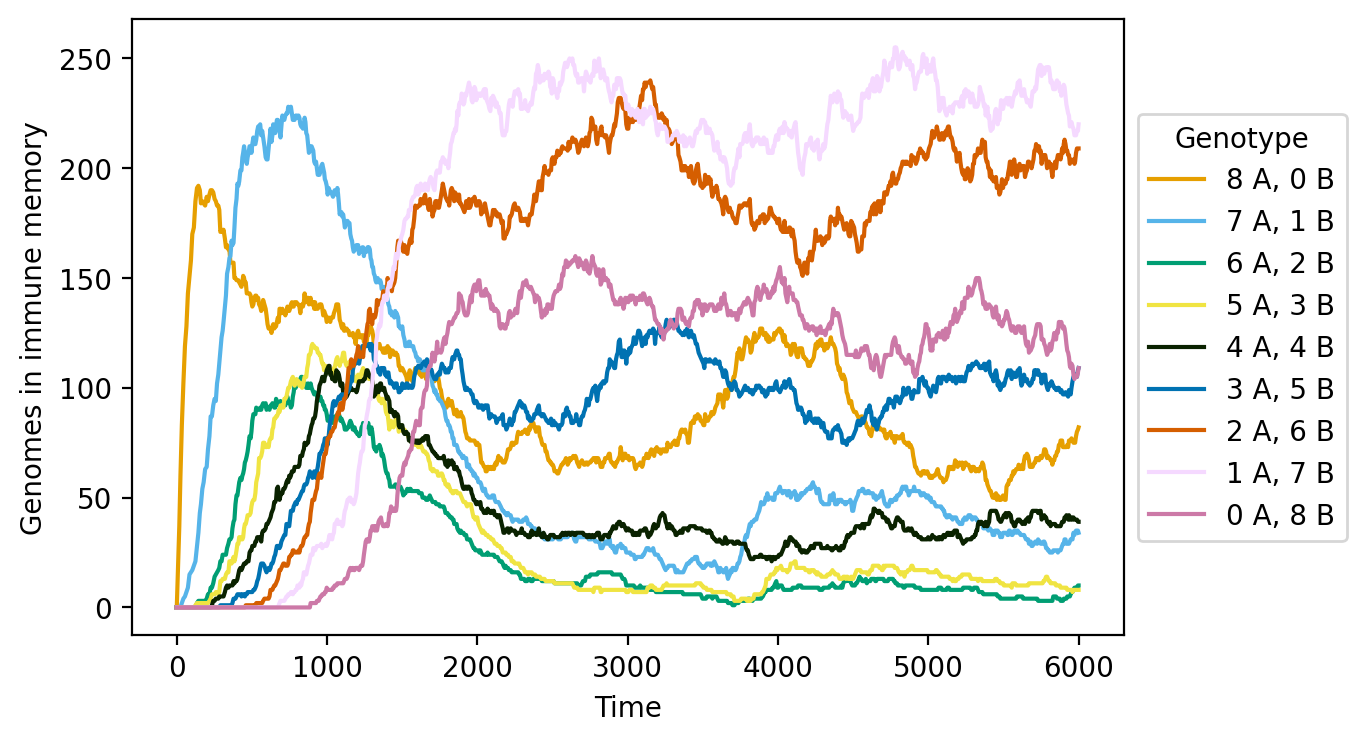 Genomes in immune memory
250
200
150
100
50
0
0 1000 2000 3000 4000 5000 6000
Time
Genotype
8 A, 0 B
7 A, 1 B
6 A, 2 B
5 A, 3 B
4 A, 4 B
3 A, 5 B
2 A, 6 B
1 A, 7 B
0 A, 8 B